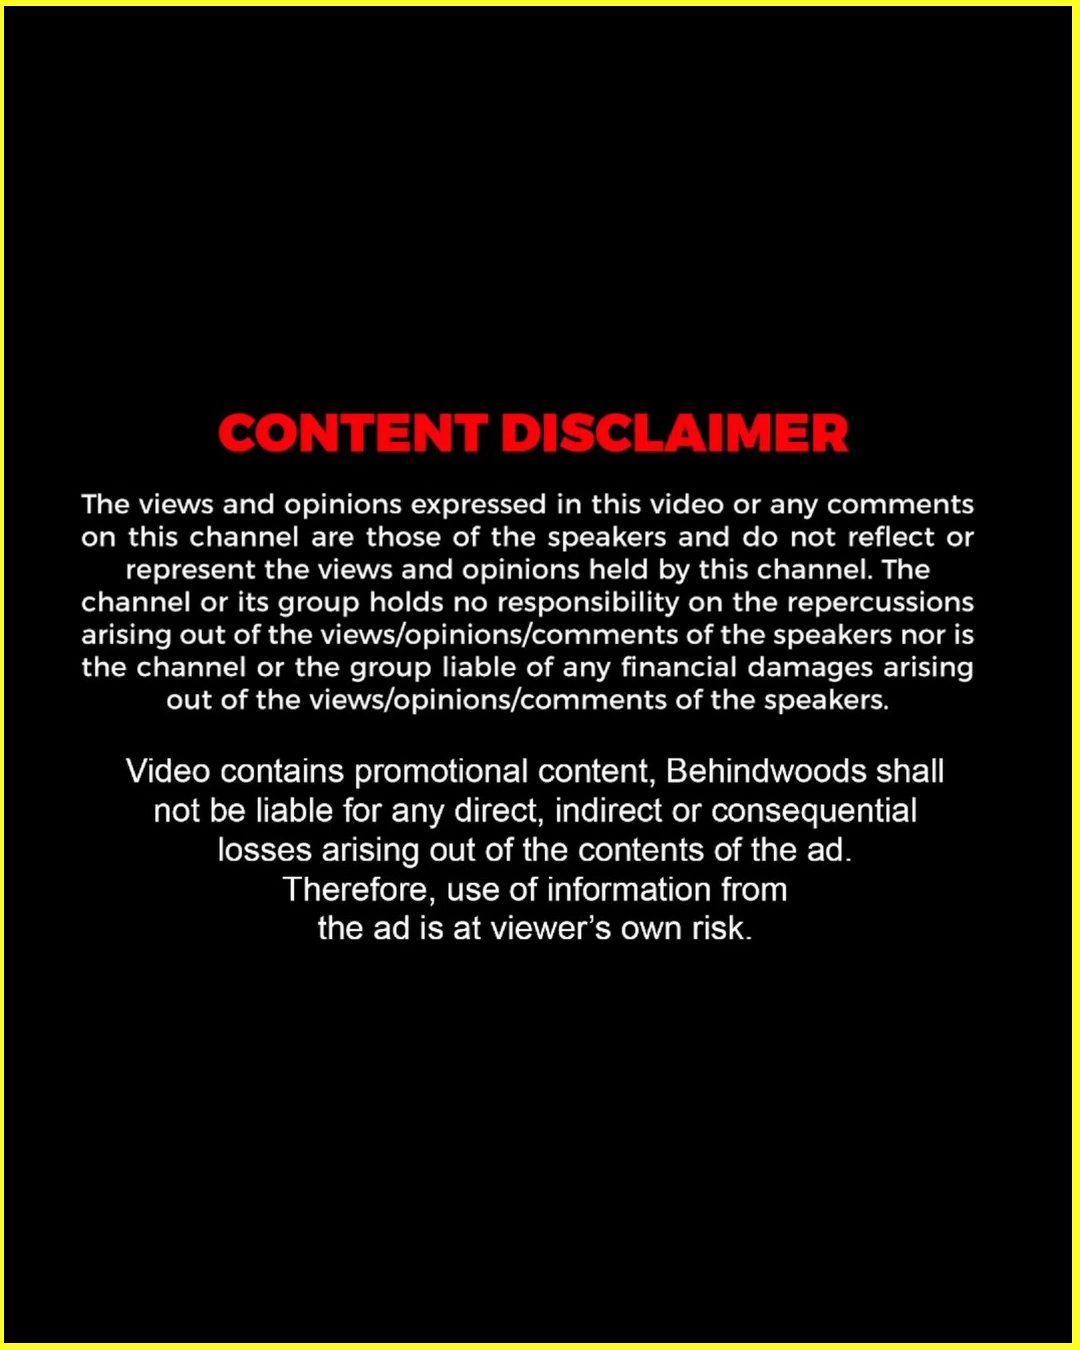 CONTENT DISCLAIMER
The views and opinions expressed in this video or any comments
on this channel are those of the speakers and do not reflect or
represent the views and opinions held by this channel. The
channel or its group holds no responsibility on the repercussions
arising out of the views/opinions/comments of the speakers nor is
the channel or the group liable of any financial damages arising
out of the views/opinions/comments of the speakers.
Video contains promotional content, Behindwoods shall
not be liable for any direct, indirect or consequential
losses arising out of the contents of the ad.
Therefore, use of information from
the ad is at viewer’s own risk.